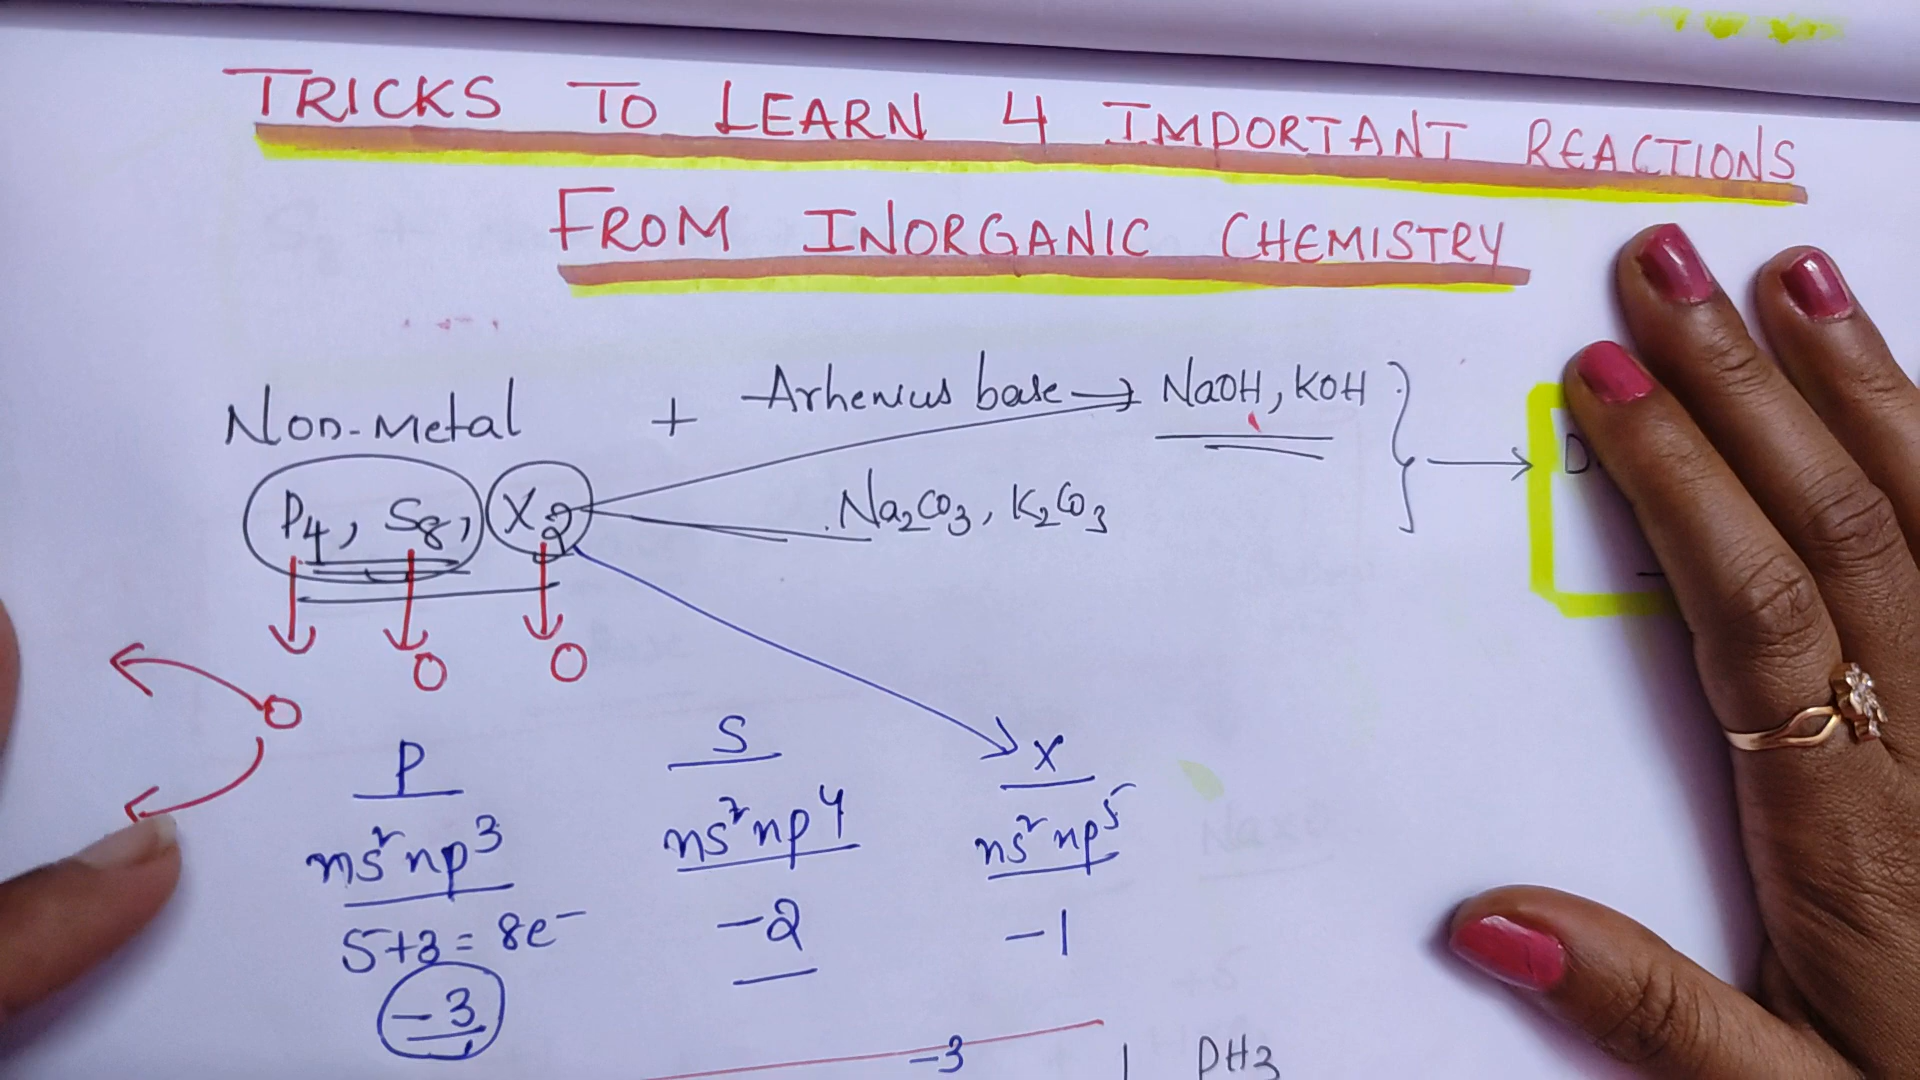 TRICKS TO LEARN 4 IMPORTANT REACTIONS
FROM INORGANIC CHEMISTRY
Non-Metal + Arhenius base → NaOH, KOH
P₄, S₈, X₂ Na₂CO₃, K₂CO₃
0 0 0
P S X
ns²np³ ns²np⁴ ns²np⁵
5+3 = 8e⁻ -2 -1
-3
-3 PH3